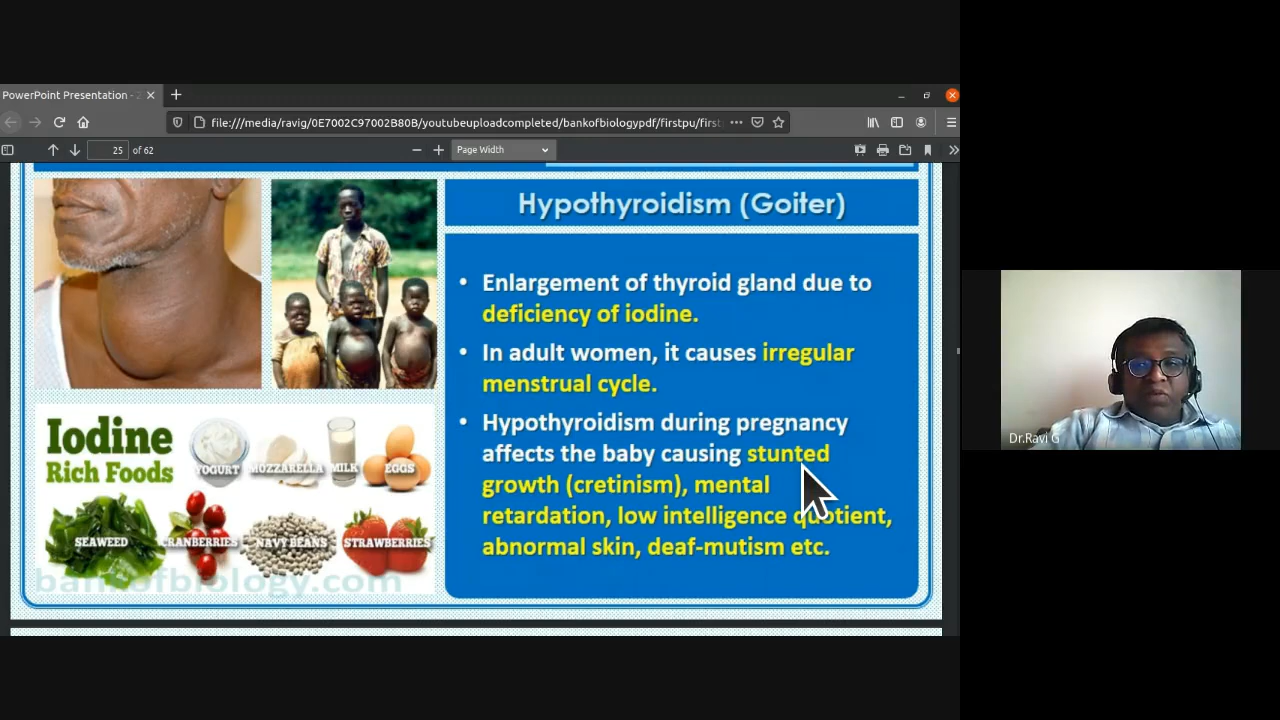 PowerPoint Presentation - 2
file:///media/ravig/0E7002C97002B80B/youtubeuploadcompleted/bankofbiologypdf/firstpu/first
25 of 62
Page Width
Hypothyroidism (Goiter)
• Enlargement of thyroid gland due to
deficiency of iodine.
• In adult women, it causes irregular
menstrual cycle.
• Hypothyroidism during pregnancy
affects the baby causing stunted
growth (cretinism), mental
retardation, low intelligence quotient,
abnormal skin, deaf-mutism etc.
Iodine
Rich Foods
YOGURT
MOZZARELLA
MILK
EGGS
SEAWEED
CRANBERRIES
NAVY BEANS
STRAWBERRIES
bankofbiology.com
Dr.Ravi G